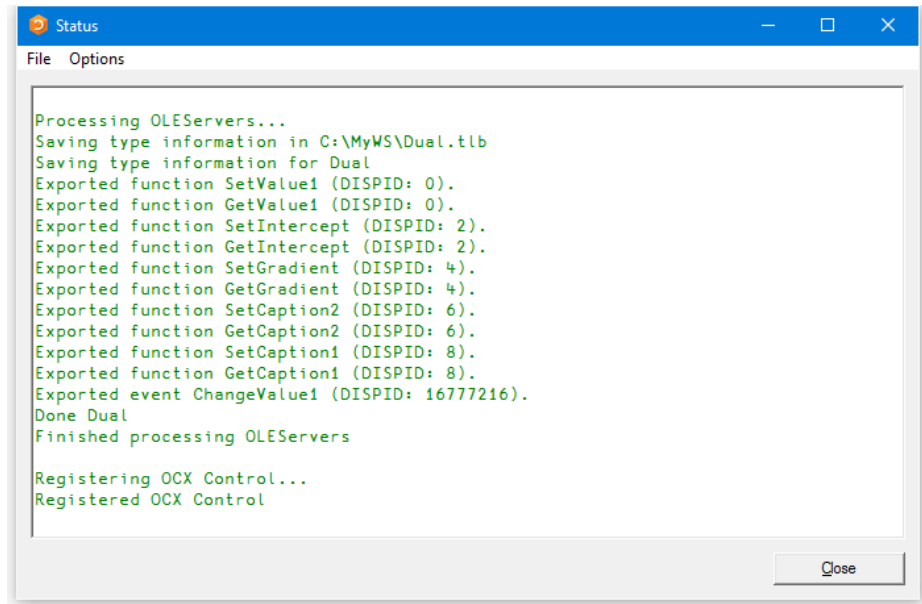 Status
File Options
Processing OLEServers...
Saving type information in C:\MyWS\Dual.tlb
Saving type information for Dual
Exported function SetValue1 (DISPID: 0).
Exported function GetValue1 (DISPID: 0).
Exported function SetIntercept (DISPID: 2).
Exported function GetIntercept (DISPID: 2).
Exported function SetGradient (DISPID: 4).
Exported function GetGradient (DISPID: 4).
Exported function SetCaption2 (DISPID: 6).
Exported function GetCaption2 (DISPID: 6).
Exported function SetCaption1 (DISPID: 8).
Exported function GetCaption1 (DISPID: 8).
Exported event ChangeValue1 (DISPID: 16777216).
Done Dual
Finished processing OLEServers
Registering OCX Control...
Registered OCX Control
Close